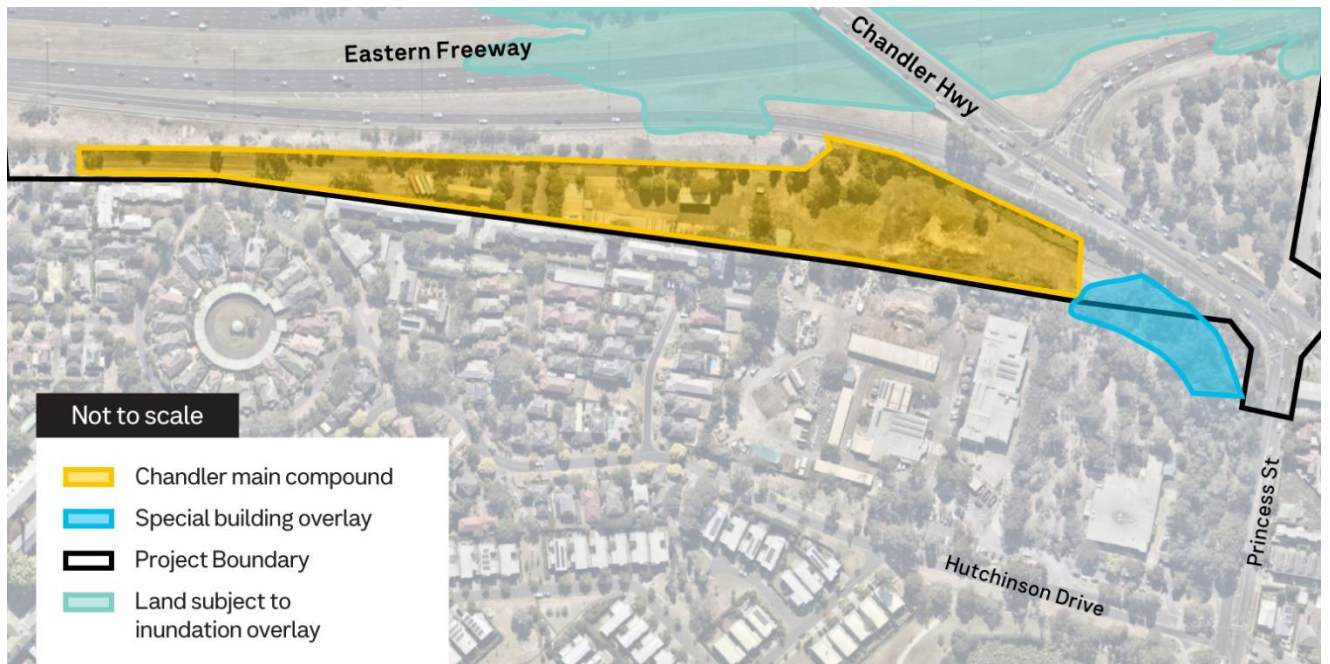 Eastern Freeway
Chandler Hwy
Not to scale
Chandler main compound
Special building overlay
Project Boundary
Land subject to
inundation overlay
Hutchinson Drive
Princess St